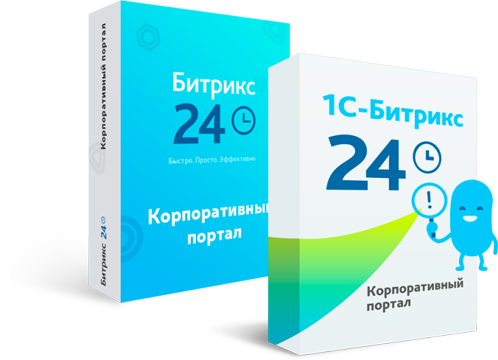 Корпоративный портал
Битрикс 24
Битрикс
24
Быстро. Просто. Эффективно
Корпоративный
портал
1С-Битрикс
24
!
Корпоративный
портал